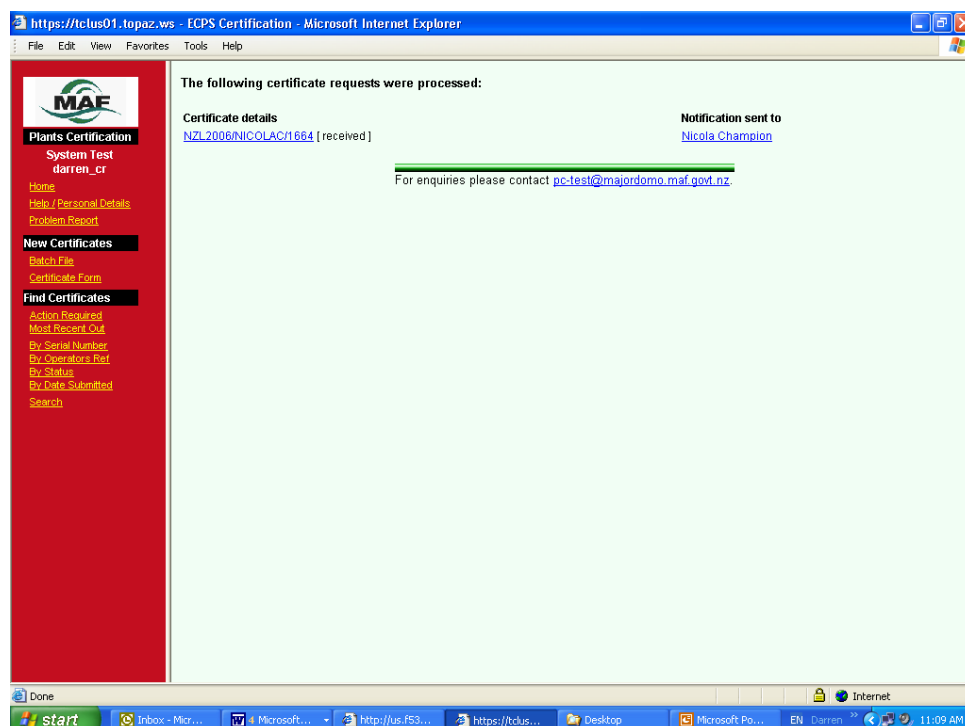 https://tclus01.topaz.ws - ECPS Certification - Microsoft Internet Explorer
File Edit View Favorites Tools Help
MAF
Plants Certification
System Test
darren_cr
Home
Help / Personal Details
Problem Report
New Certificates
Batch File
Certificate Form
Find Certificates
Action Required
Most Recent Out
By Serial Number
By Operators Ref
By Status
By Date Submitted
Search
The following certificate requests were processed:
Certificate details Notification sent to
NZL2006/NICOLAC/1664 [ received ] Nicola Champion
For enquiries please contact pc-test@majordomo.maf.govt.nz.
Done Internet
start Inbox - Micr... 4 Microsoft... http://us.f53... https://tclus... Desktop Microsoft Po... EN Darren 11:09 AM